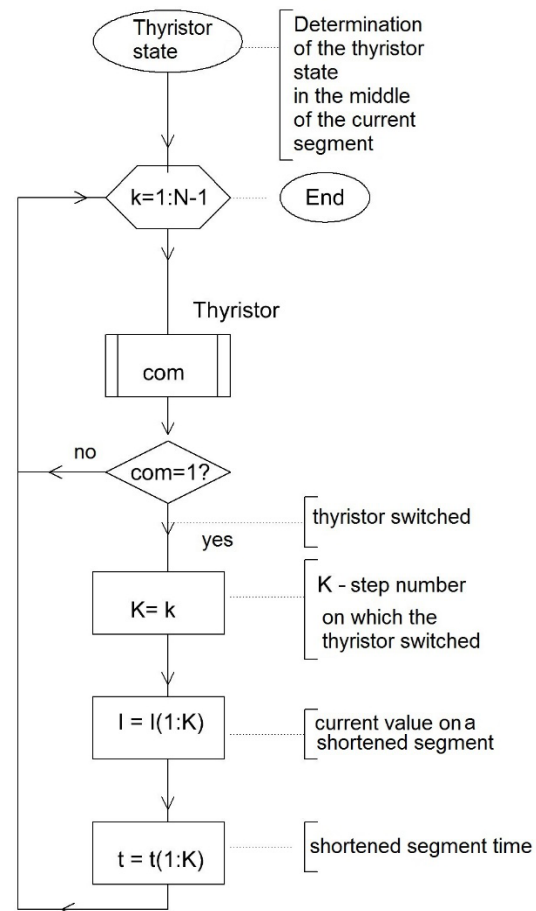 Thyristor
state
Determination
of the thyristor
state
in the middle
of the current
segment
k=1:N-1
End
Thyristor
com
no
com=1?
thyristor switched
yes
K= k
K - step number
on which the
thyristor switched
I = I(1:K)
current value on a
shortened segment
t = t(1:K)
shortened segment time